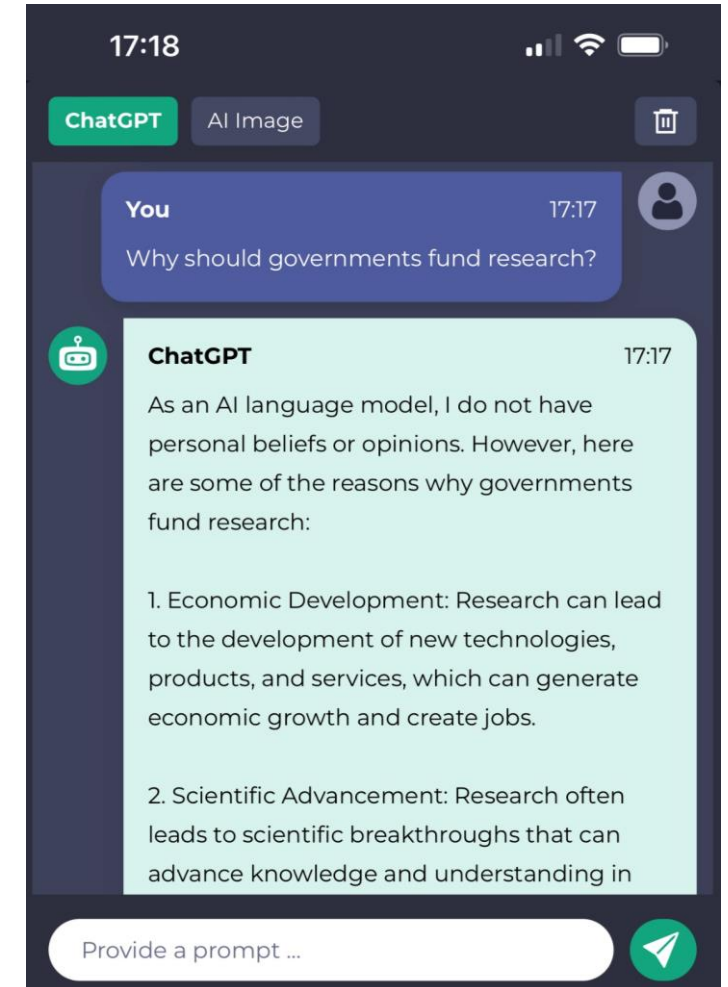 17:18
ChatGPT AI Image
You 17:17
Why should governments fund research?
ChatGPT 17:17
As an AI language model, I do not have
personal beliefs or opinions. However, here
are some of the reasons why governments
fund research:
1. Economic Development: Research can lead
to the development of new technologies,
products, and services, which can generate
economic growth and create jobs.
2. Scientific Advancement: Research often
leads to scientific breakthroughs that can
advance knowledge and understanding in
Provide a prompt ...